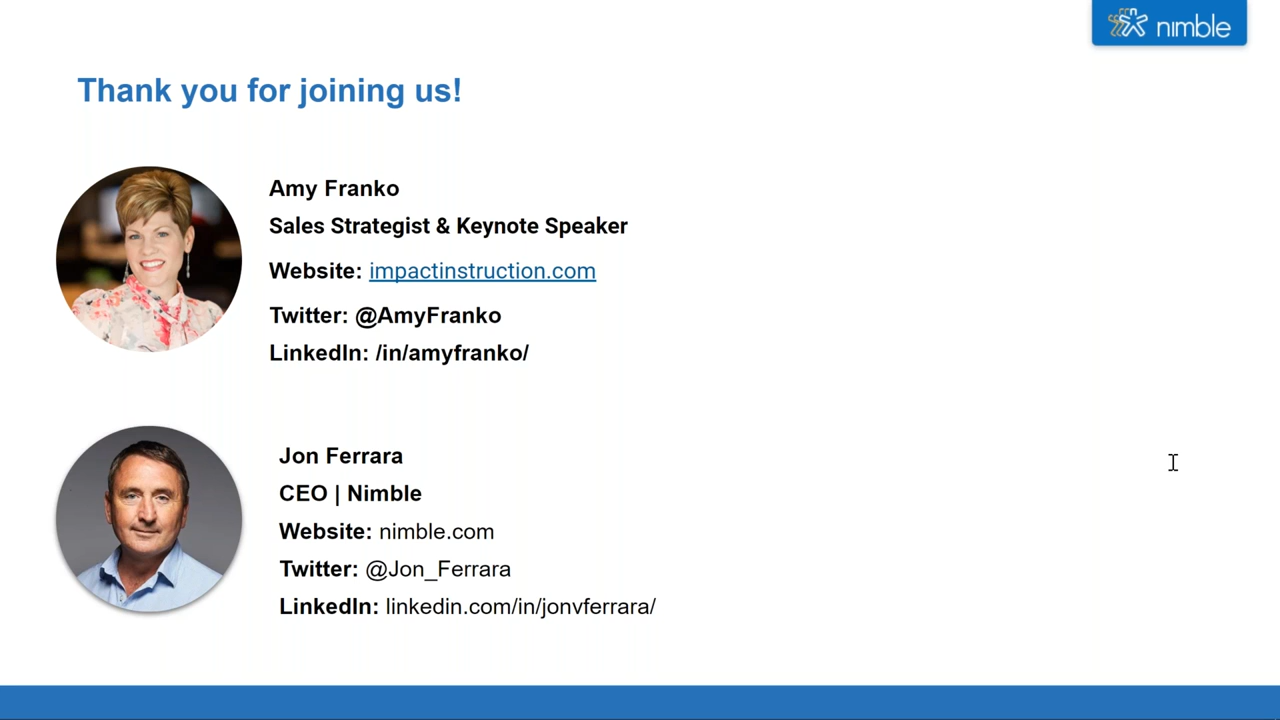 nimble
Thank you for joining us!
Amy Franko
Sales Strategist & Keynote Speaker
Website: impactinstruction.com
Twitter: @AmyFranko
LinkedIn: /in/amyfranko/
Jon Ferrara
CEO | Nimble
Website: nimble.com
Twitter: @Jon_Ferrara
LinkedIn: linkedin.com/in/jonvferrara/